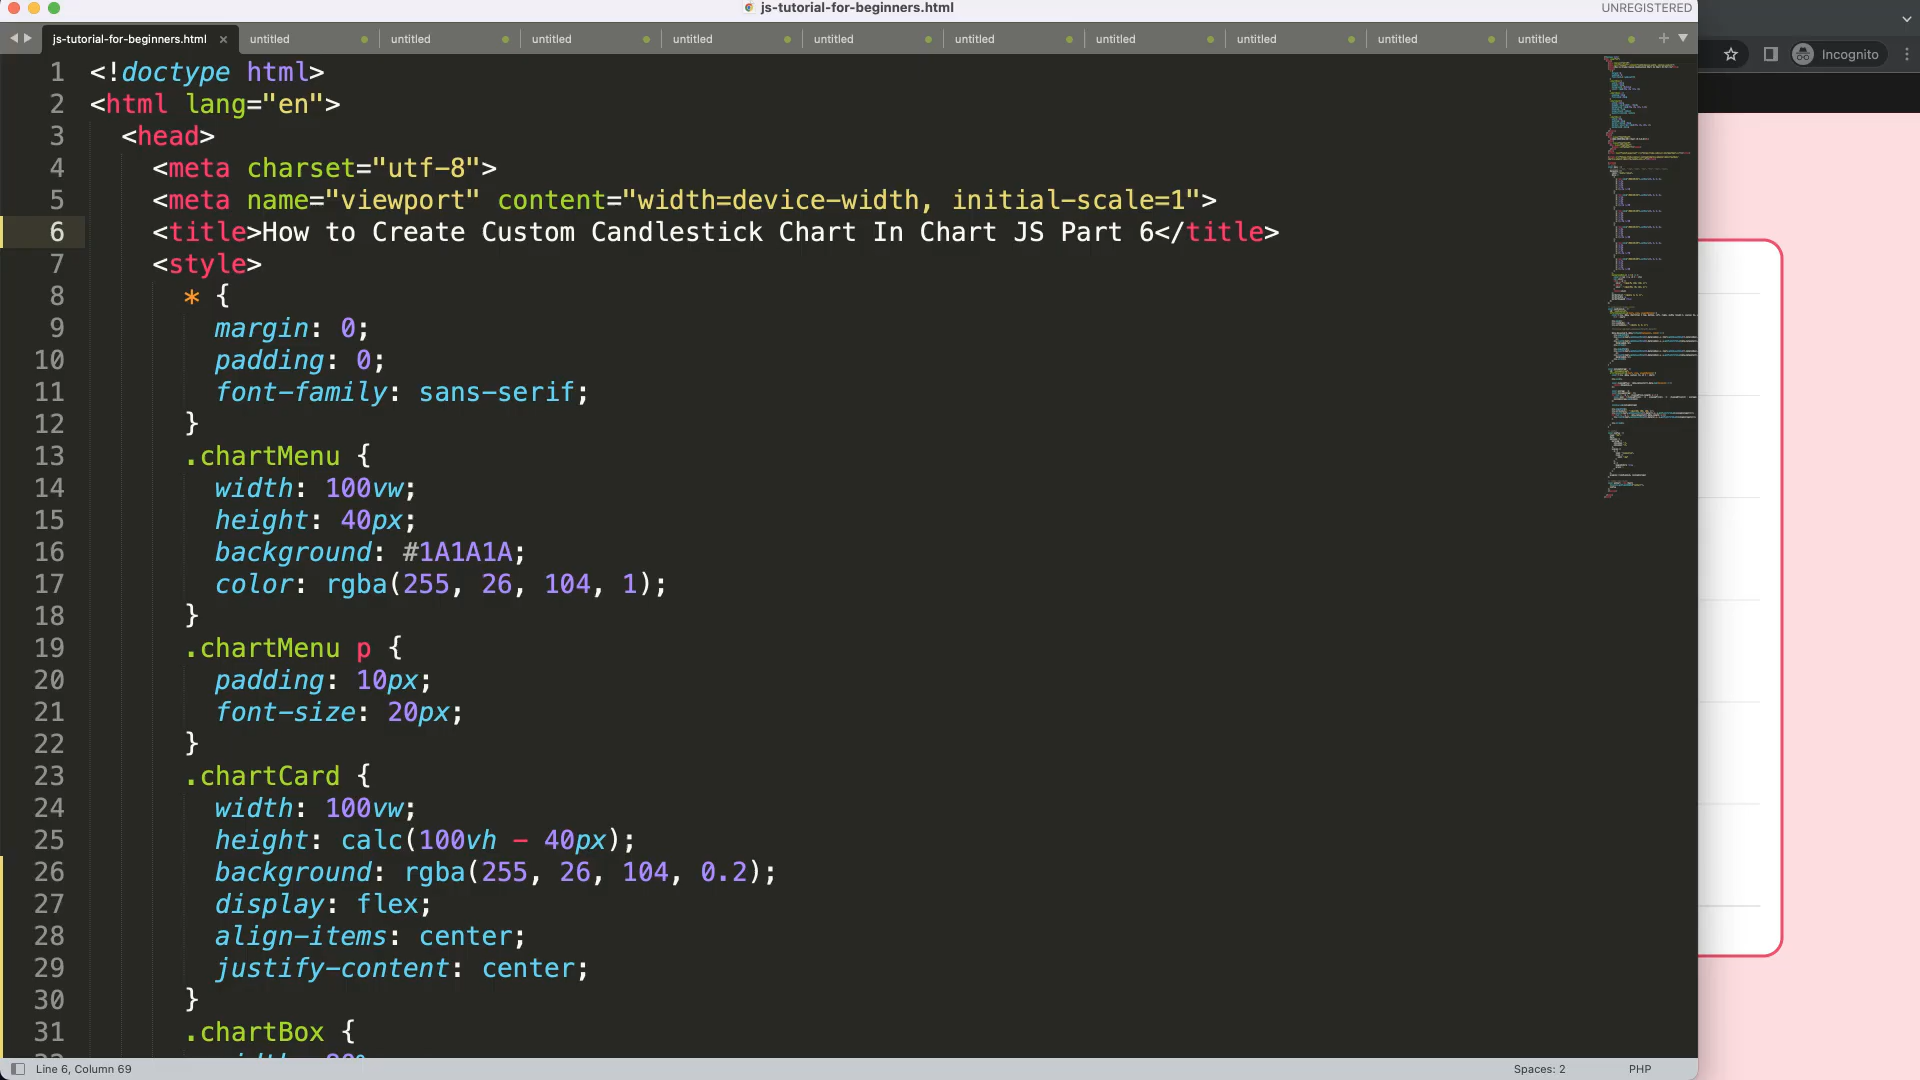 js-tutorial-for-beginners.html
UNREGISTERED
js-tutorial-for-beginners.html × untitled untitled untitled untitled untitled untitled untitled untitled untitled untitled
Incognito
1 <!doctype html>
2 <html lang="en">
3 <head>
4 <meta charset="utf-8">
5 <meta name="viewport" content="width=device-width, initial-scale=1">
6 <title>How to Create Custom Candlestick Chart In Chart JS Part 6</title>
7 <style>
8 * {
9 margin: 0;
10 padding: 0;
11 font-family: sans-serif;
12 }
13 .chartMenu {
14 width: 100vw;
15 height: 40px;
16 background: #1A1A1A;
17 color: rgba(255, 26, 104, 1);
18 }
19 .chartMenu p {
20 padding: 10px;
21 font-size: 20px;
22 }
23 .chartCard {
24 width: 100vw;
25 height: calc(100vh - 40px);
26 background: rgba(255, 26, 104, 0.2);
27 display: flex;
28 align-items: center;
29 justify-content: center;
30 }
31 .chartBox {
Line 6, Column 69
Spaces: 2
PHP